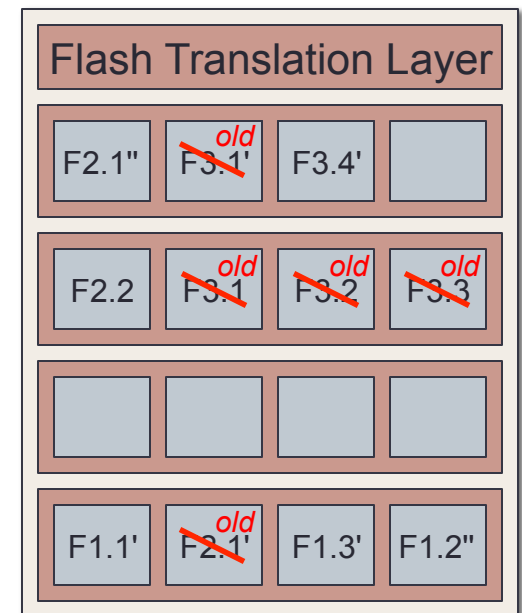 Flash Translation Layer
old
F2.1" F3.1' F3.4'
old old old
F2.2 F3.1 F3.2 F3.3
old
F1.1' F2.1' F1.3' F1.2"